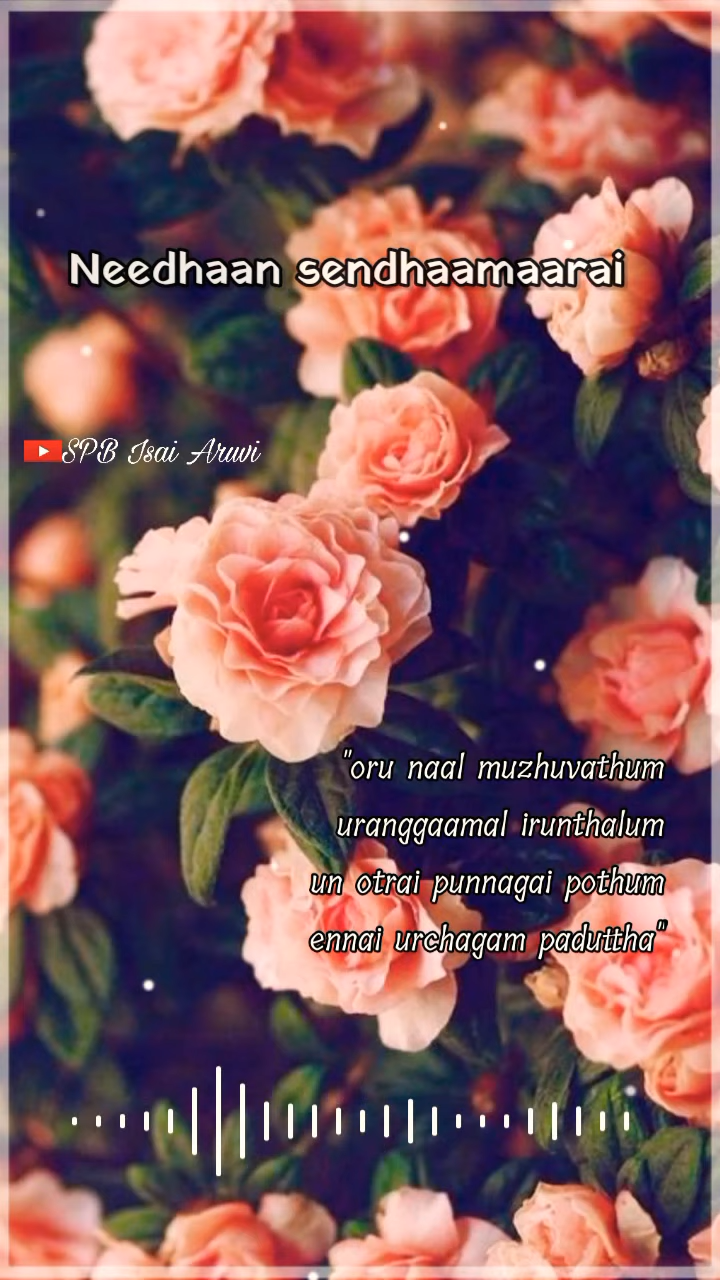 Needhaan sendhaamaarai
SPB Isai Aruvi
"oru naal muzhuvathum
uranggaamal irunthalum
un otrai punnagai pothum
ennai urchagam paduttha"